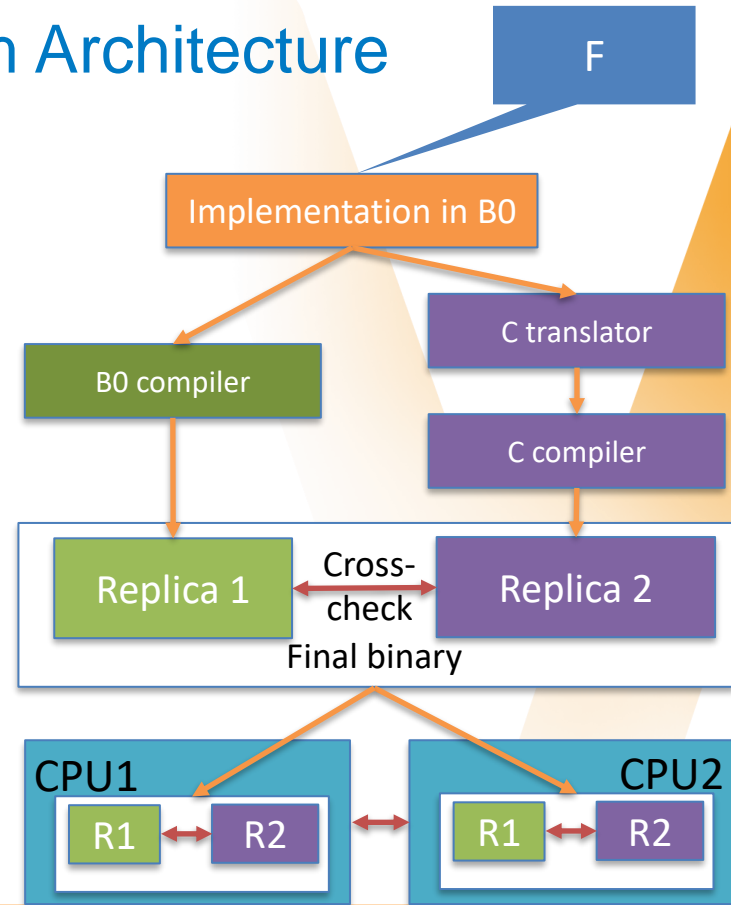 n Architecture
F
Implementation in B0
C translator
B0 compiler
C compiler
Replica 1
Cross-
check
Replica 2
Final binary
CPU1
CPU2
R1
R2
R1
R2